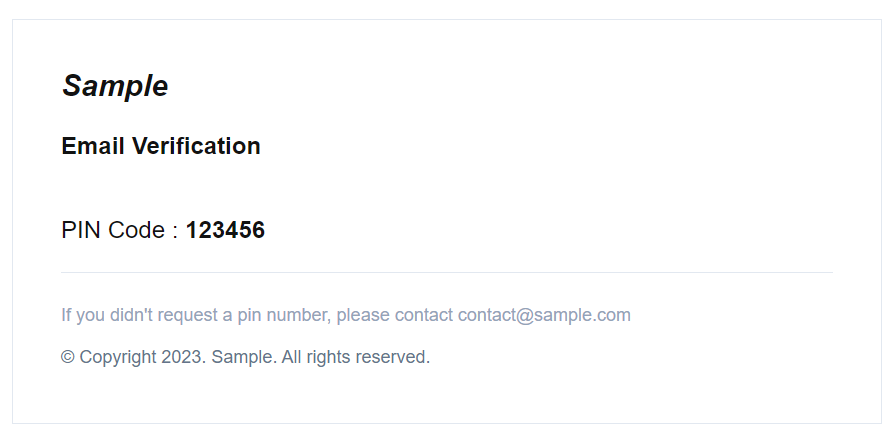 Sample
Email Verification
PIN Code : 123456
If you didn't request a pin number, please contact contact@sample.com
© Copyright 2023. Sample. All rights reserved.